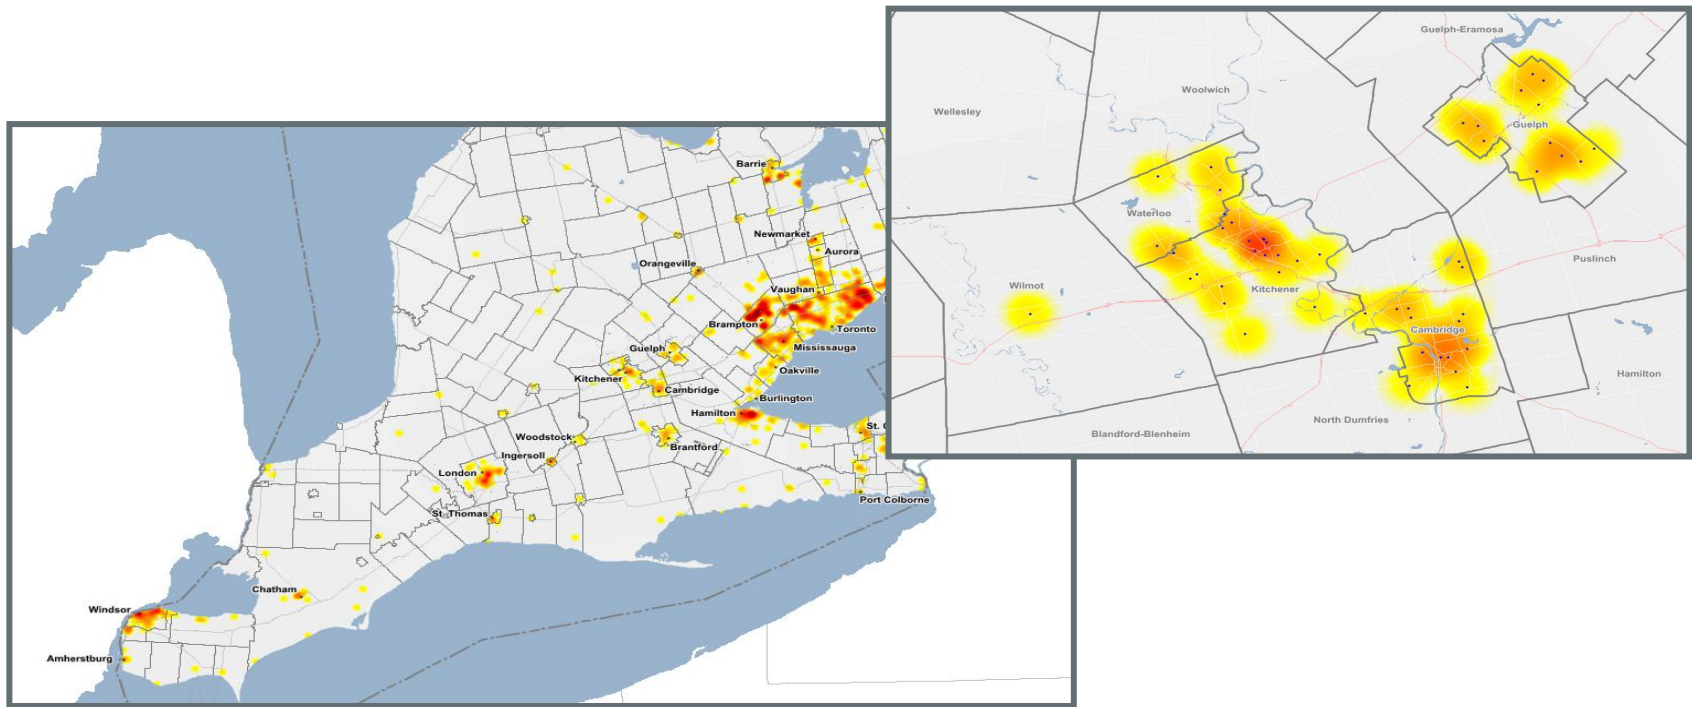 Barrie
Newmarket
Aurora
Orangeville
Vaughan
Brampton
Toronto
Mississauga
Guelph
Oakville
Kitchener
Cambridge
Burlington
Hamilton
St. C
Woodstock
Brantford
Ingersoll
London
Port Colborne
St. Thomas
Chatham
Windsor
Amherstburg
Guelph-Eramosa
Woolwich
Wellesley
Guelph
Waterloo
Puslinch
Wilmot
Kitchener
Cambridge
Hamilton
North Dumfries
Blandford-Blenheim